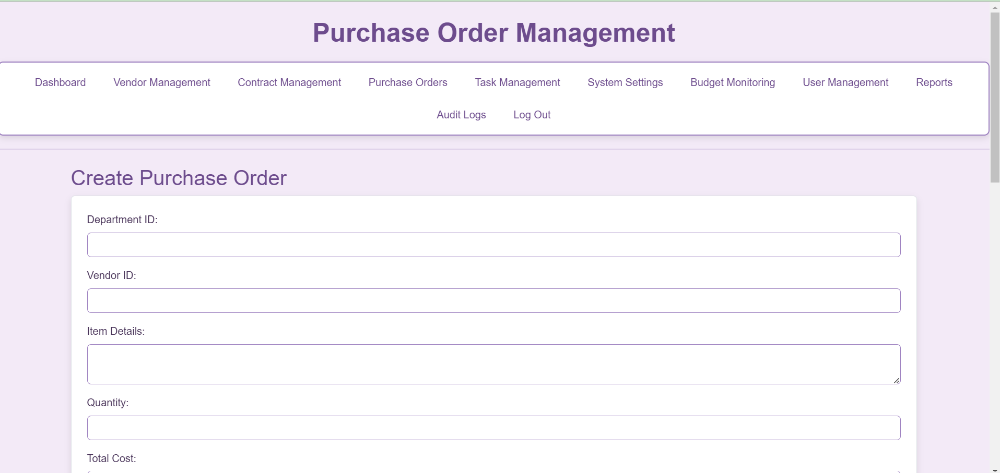 Purchase Order Management
Dashboard Vendor Management Contract Management Purchase Orders Task Management System Settings Budget Monitoring User Management Reports
Audit Logs Log Out
Create Purchase Order
Department ID:
Vendor ID:
Item Details:
Quantity:
Total Cost: